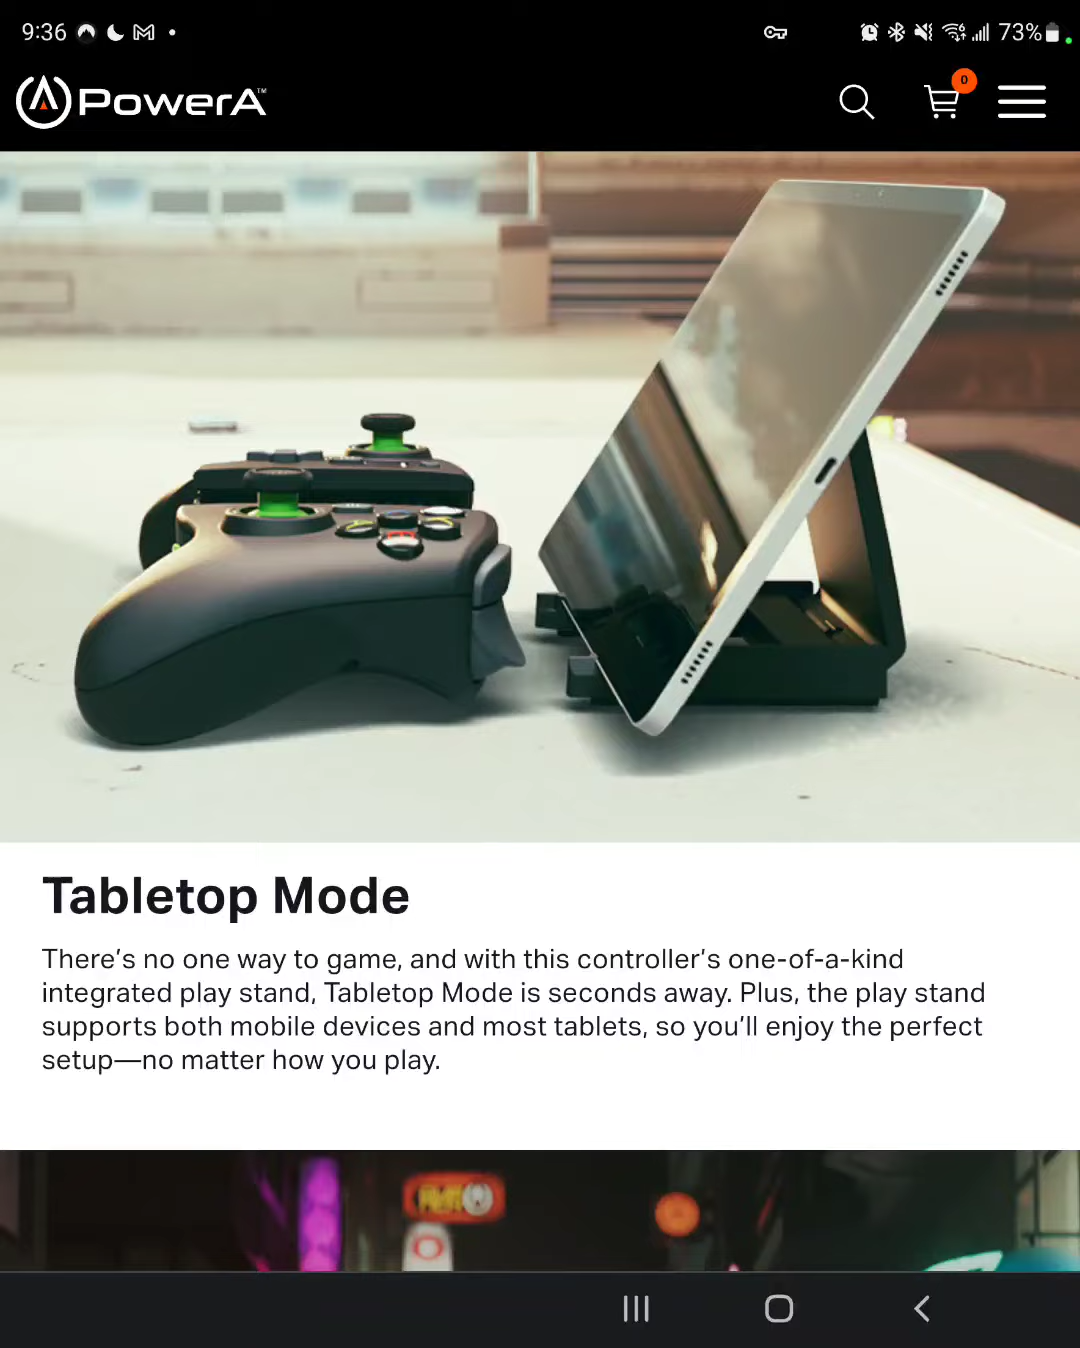 9:36
73%
PowerA™
0
Tabletop Mode
There's no one way to game, and with this controller's one-of-a-kind
integrated play stand, Tabletop Mode is seconds away. Plus, the play stand
supports both mobile devices and most tablets, so you'll enjoy the perfect
setup—no matter how you play.